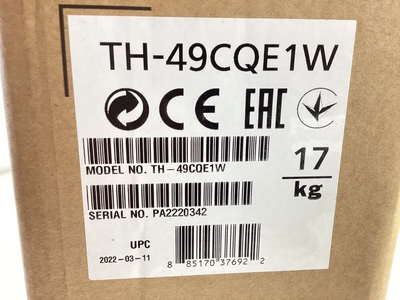 TH-49CQE1W
CE EAC
MODEL NO. TH-49CQE1W
17
kg
SERIAL NO. PA2220342
UPC
2022-03-11
8 85170 37692 2